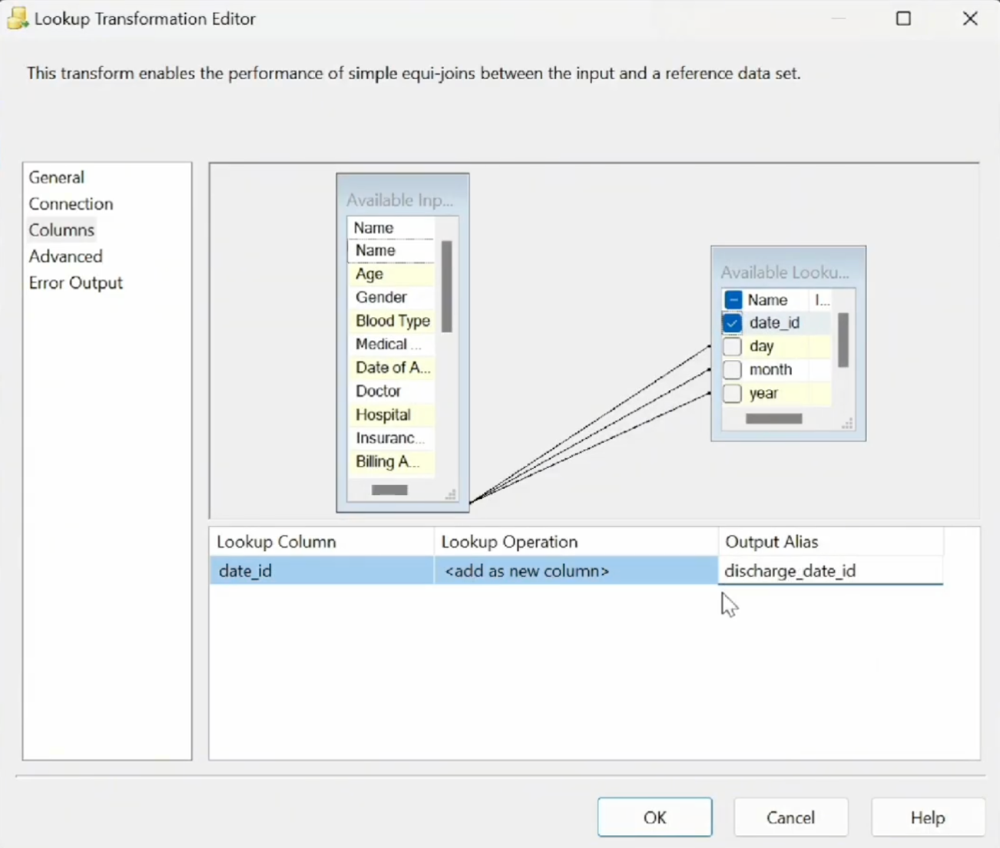 Lookup Transformation Editor
This transform enables the performance of simple equi-joins between the input and a reference data set.
General
Connection
Columns
Advanced
Error Output
Available Inp...
Name
Name
Age
Gender
Blood Type
Medical ...
Date of A...
Doctor
Hospital
Insuranc...
Billing A...
Available Looku...
Name I...
date_id
day
month
year
Lookup Column Lookup Operation Output Alias
date_id <add as new column> discharge_date_id
OK Cancel Help